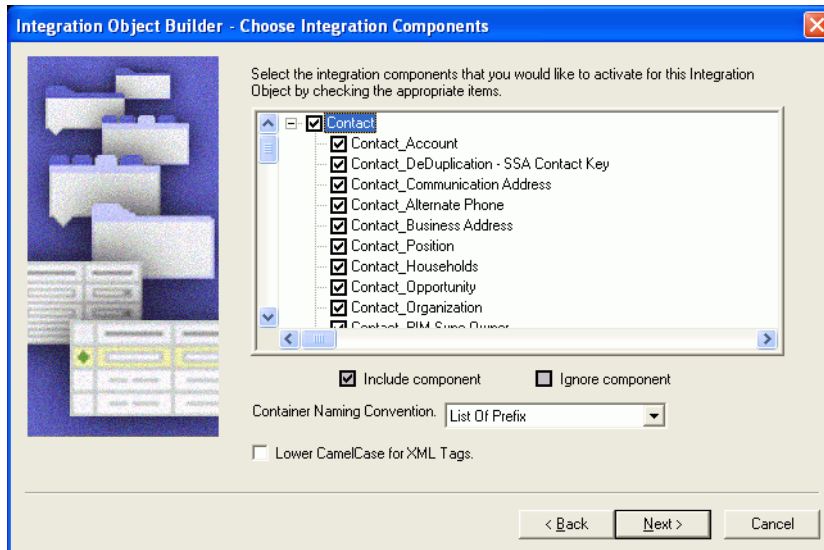 Integration Object Builder - Choose Integration Components
Select the integration components that you would like to activate for this Integration
Object by checking the appropriate items.
Contact
Contact_Account
Contact_DeDuplication - SSA Contact Key
Contact_Communication Address
Contact_Alternate Phone
Contact_Business Address
Contact_Position
Contact_Households
Contact_Opportunity
Contact_Organization
Contact_PIM Sync Owner
Include component Ignore component
Container Naming Convention. List Of Prefix
Lower CamelCase for XML Tags.
< Back Next > Cancel